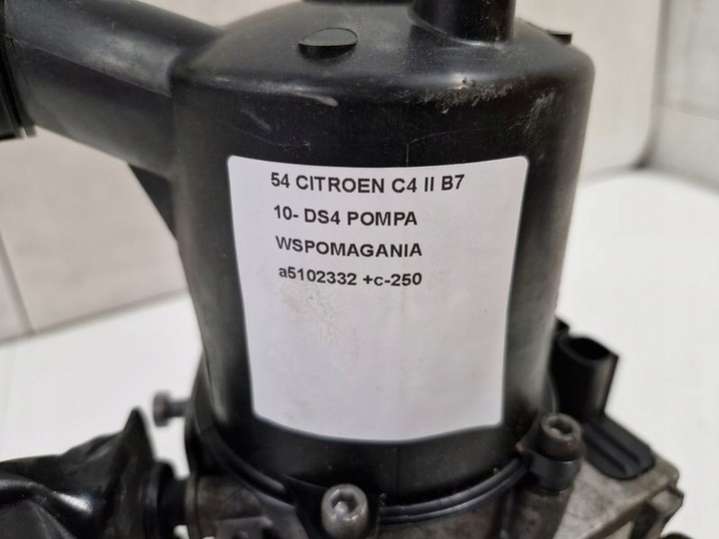 54 CITROEN C4 II B7
10- DS4 POMPA
WSPOMAGANIA
a5102332 +c-250